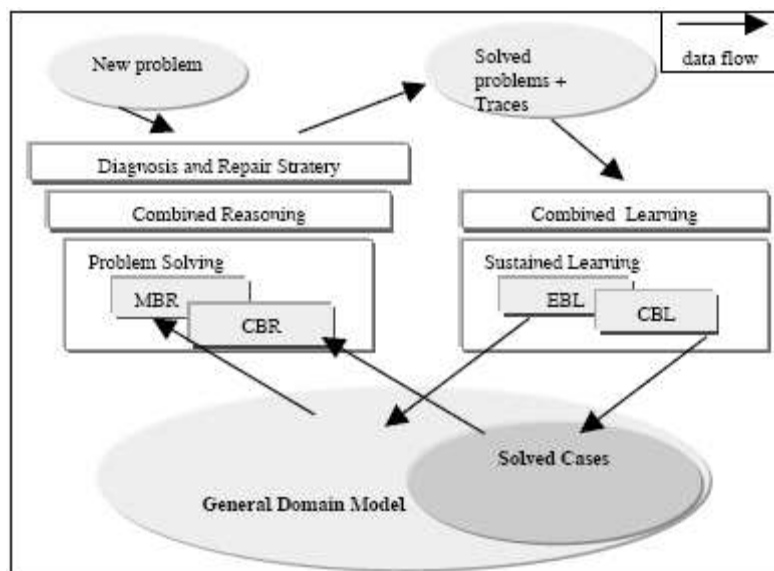 New problem
Solved
problems +
Traces
data flow
Diagnosis and Repair Stratery
Combined Reasoning
Combined Learning
Problem Solving
MBR
CBR
Sustained Learning
EBL
CBL
Solved Cases
General Domain Model